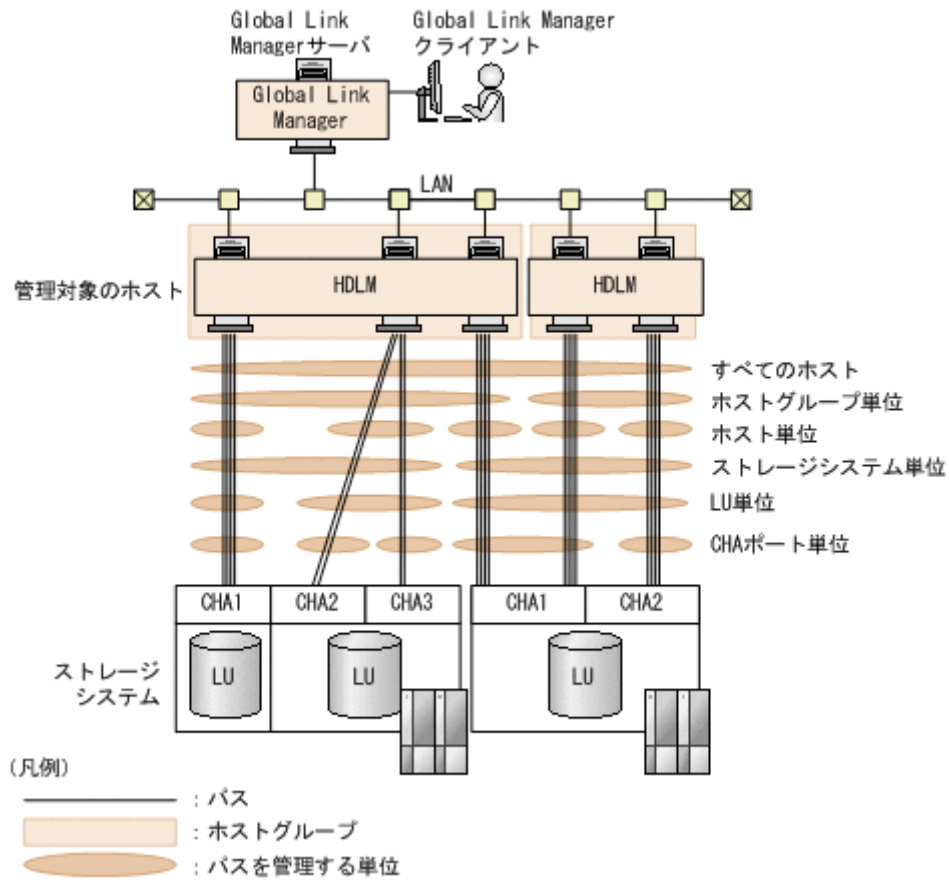 Global Link
Managerサーバ
Global Link Manager
クライアント
Global Link
Manager
LAN
管理対象のホスト
HDLM
HDLM
すべてのホスト
ホストグループ単位
ホスト単位
ストレージシステム単位
LU単位
CHAポート単位
CHA1
CHA2
CHA3
CHA1
CHA2
ストレージ
システム
LU
LU
LU
(凡例)
: パス
: ホストグループ
: パスを管理する単位